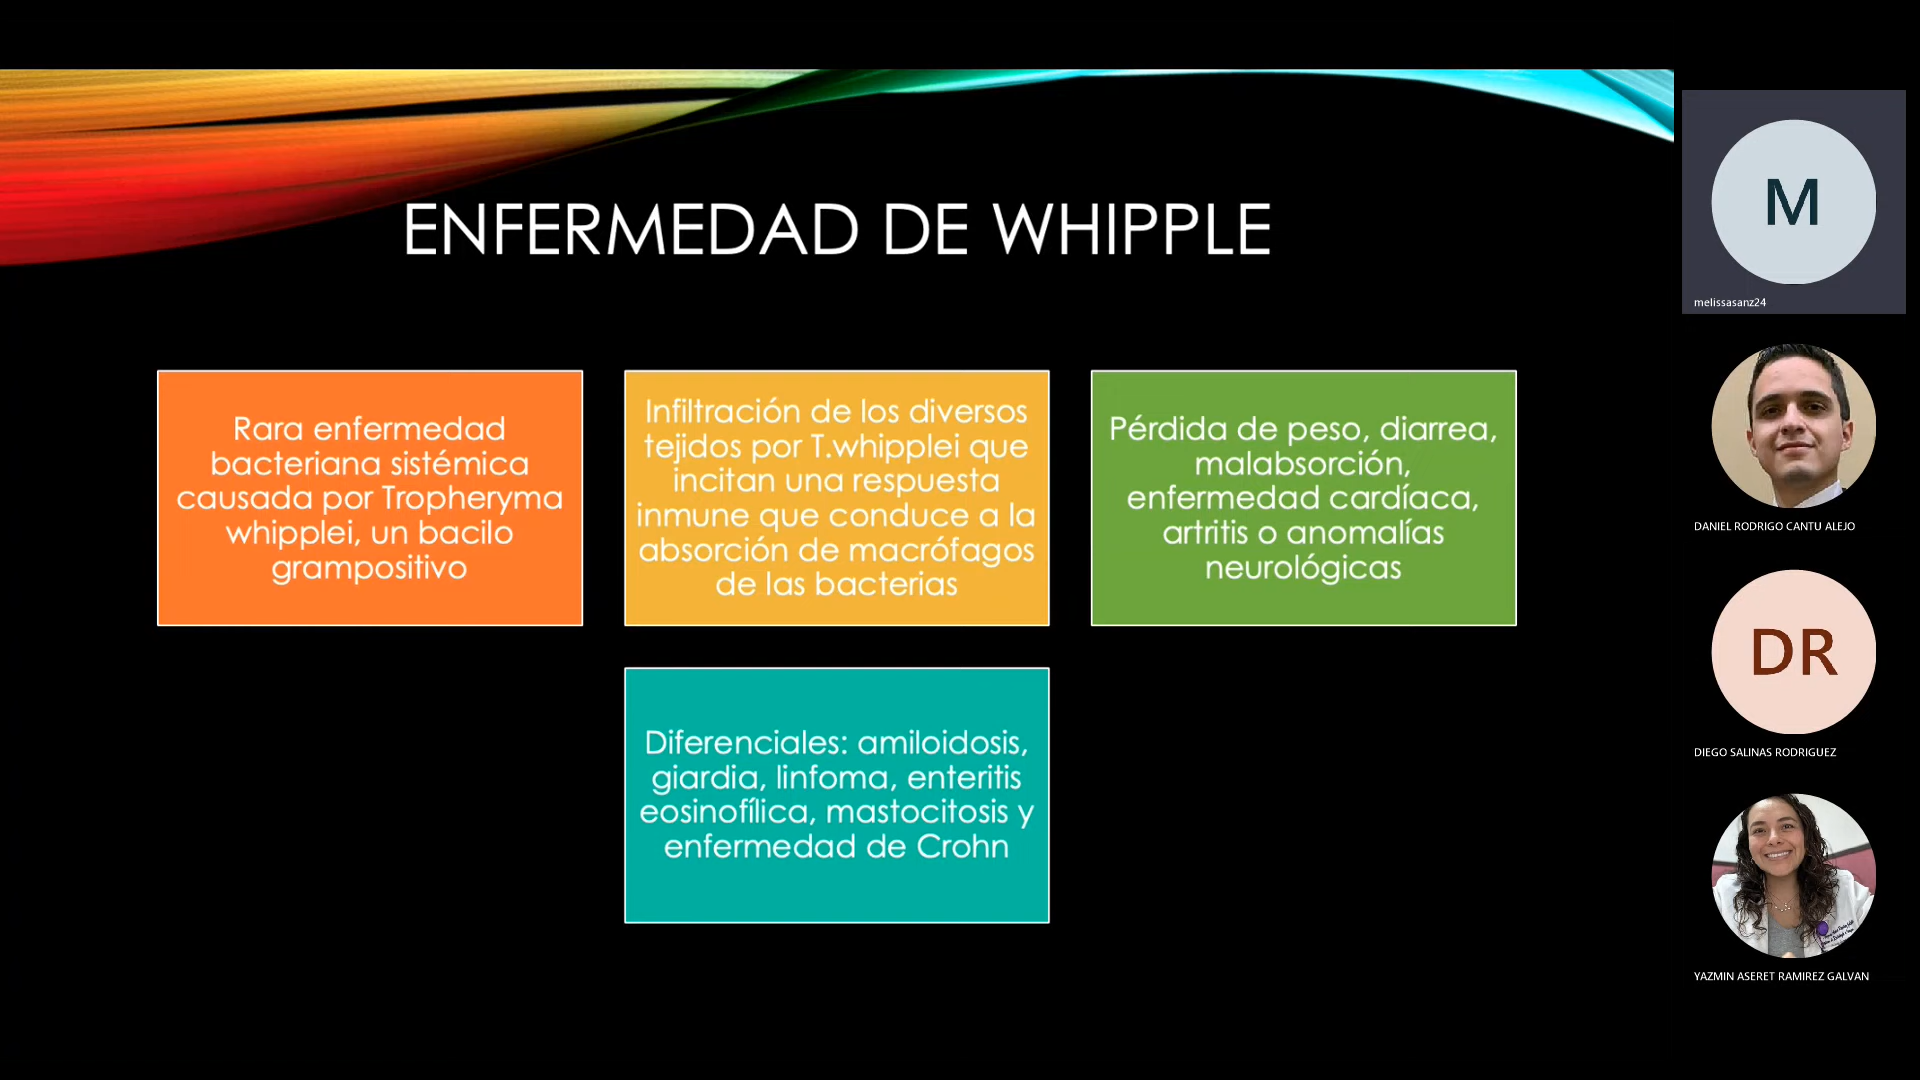 ENFERMEDAD DE WHIPPLE
Rara enfermedad
bacteriana sistémica
causada por Tropheryma
whipplei, un bacilo
grampositivo
Infiltración de los diversos
tejidos por T.whipplei que
incitan una respuesta
inmune que conduce a la
absorción de macrófagos
de las bacterias
Pérdida de peso, diarrea,
malabsorción,
enfermedad cardíaca,
artritis o anomalías
neurológicas
Diferenciales: amiloidosis,
giardia, linfoma, enteritis
eosinofílica, mastocitosis y
enfermedad de Crohn
M
melissasanz24
DANIEL RODRIGO CANTU ALEJO
DR
DIEGO SALINAS RODRIGUEZ
YAZMIN ASERET RAMIREZ GALVAN